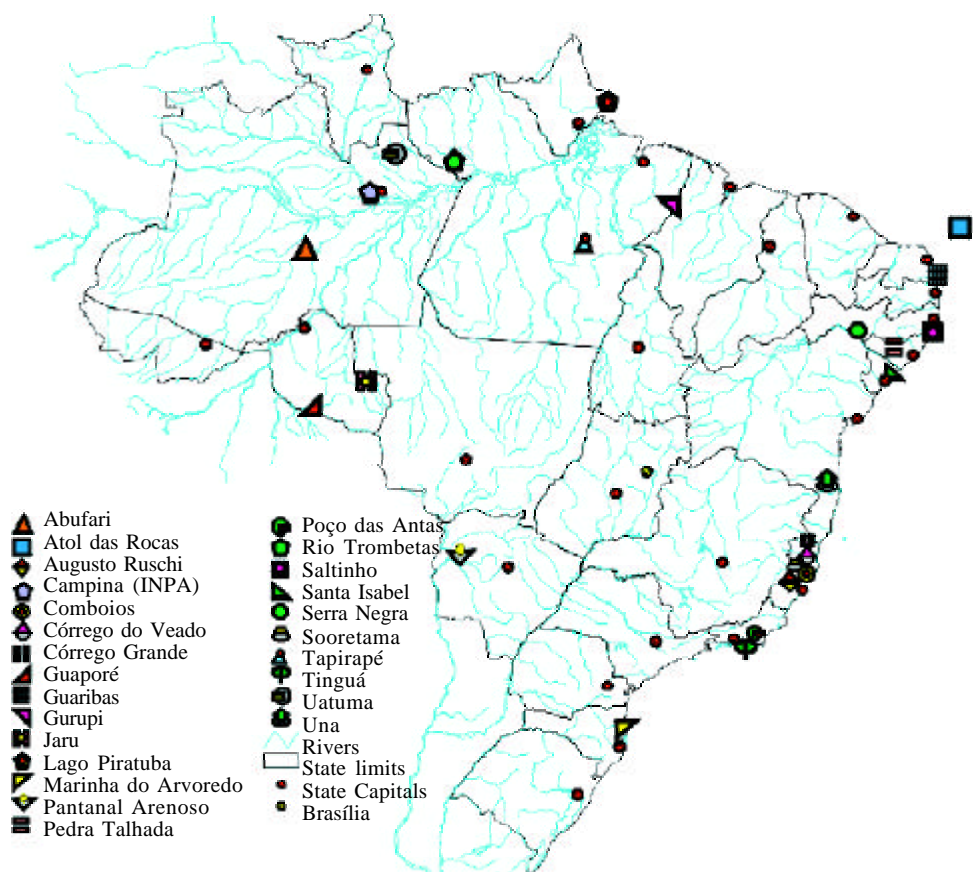 Abufari
Atol das Rocas
Augusto Ruschi
Campina (INPA)
Comboios
Córrego do Veado
Córrego Grande
Guaporé
Guaribas
Gurupi
Jaru
Lago Piratuba
Marinha do Arvoredo
Pantanal Arenoso
Pedra Talhada
Poço das Antas
Rio Trombetas
Saltinho
Santa Isabel
Serra Negra
Sooretama
Tapirapé
Tinguá
Uatuma
Una
Rivers
State limits
State Capitals
Brasília